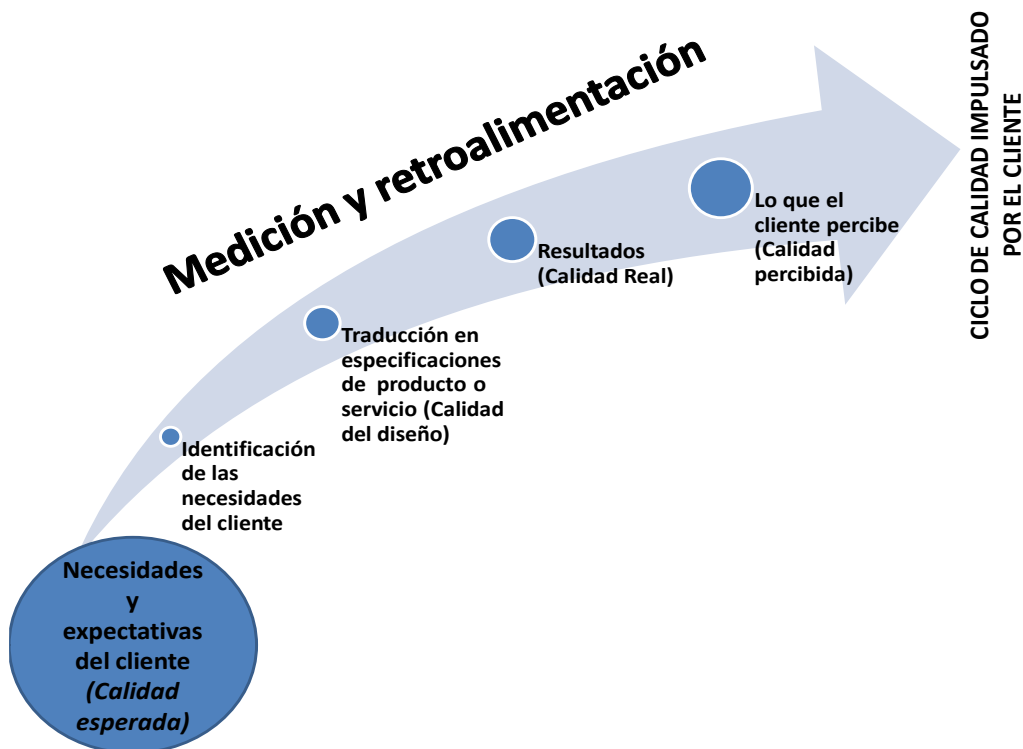 Medición y retroalimentación
CICLO DE CALIDAD IMPULSADO
POR EL CLIENTE
Lo que el
cliente percibe
(Calidad
percibida)
Resultados
(Calidad Real)
Traducción en
especificaciones
de producto o
servicio (Calidad
del diseño)
Identificación
de las
necesidades
del cliente
Necesidades
y
expectativas
del cliente
(Calidad
esperada)